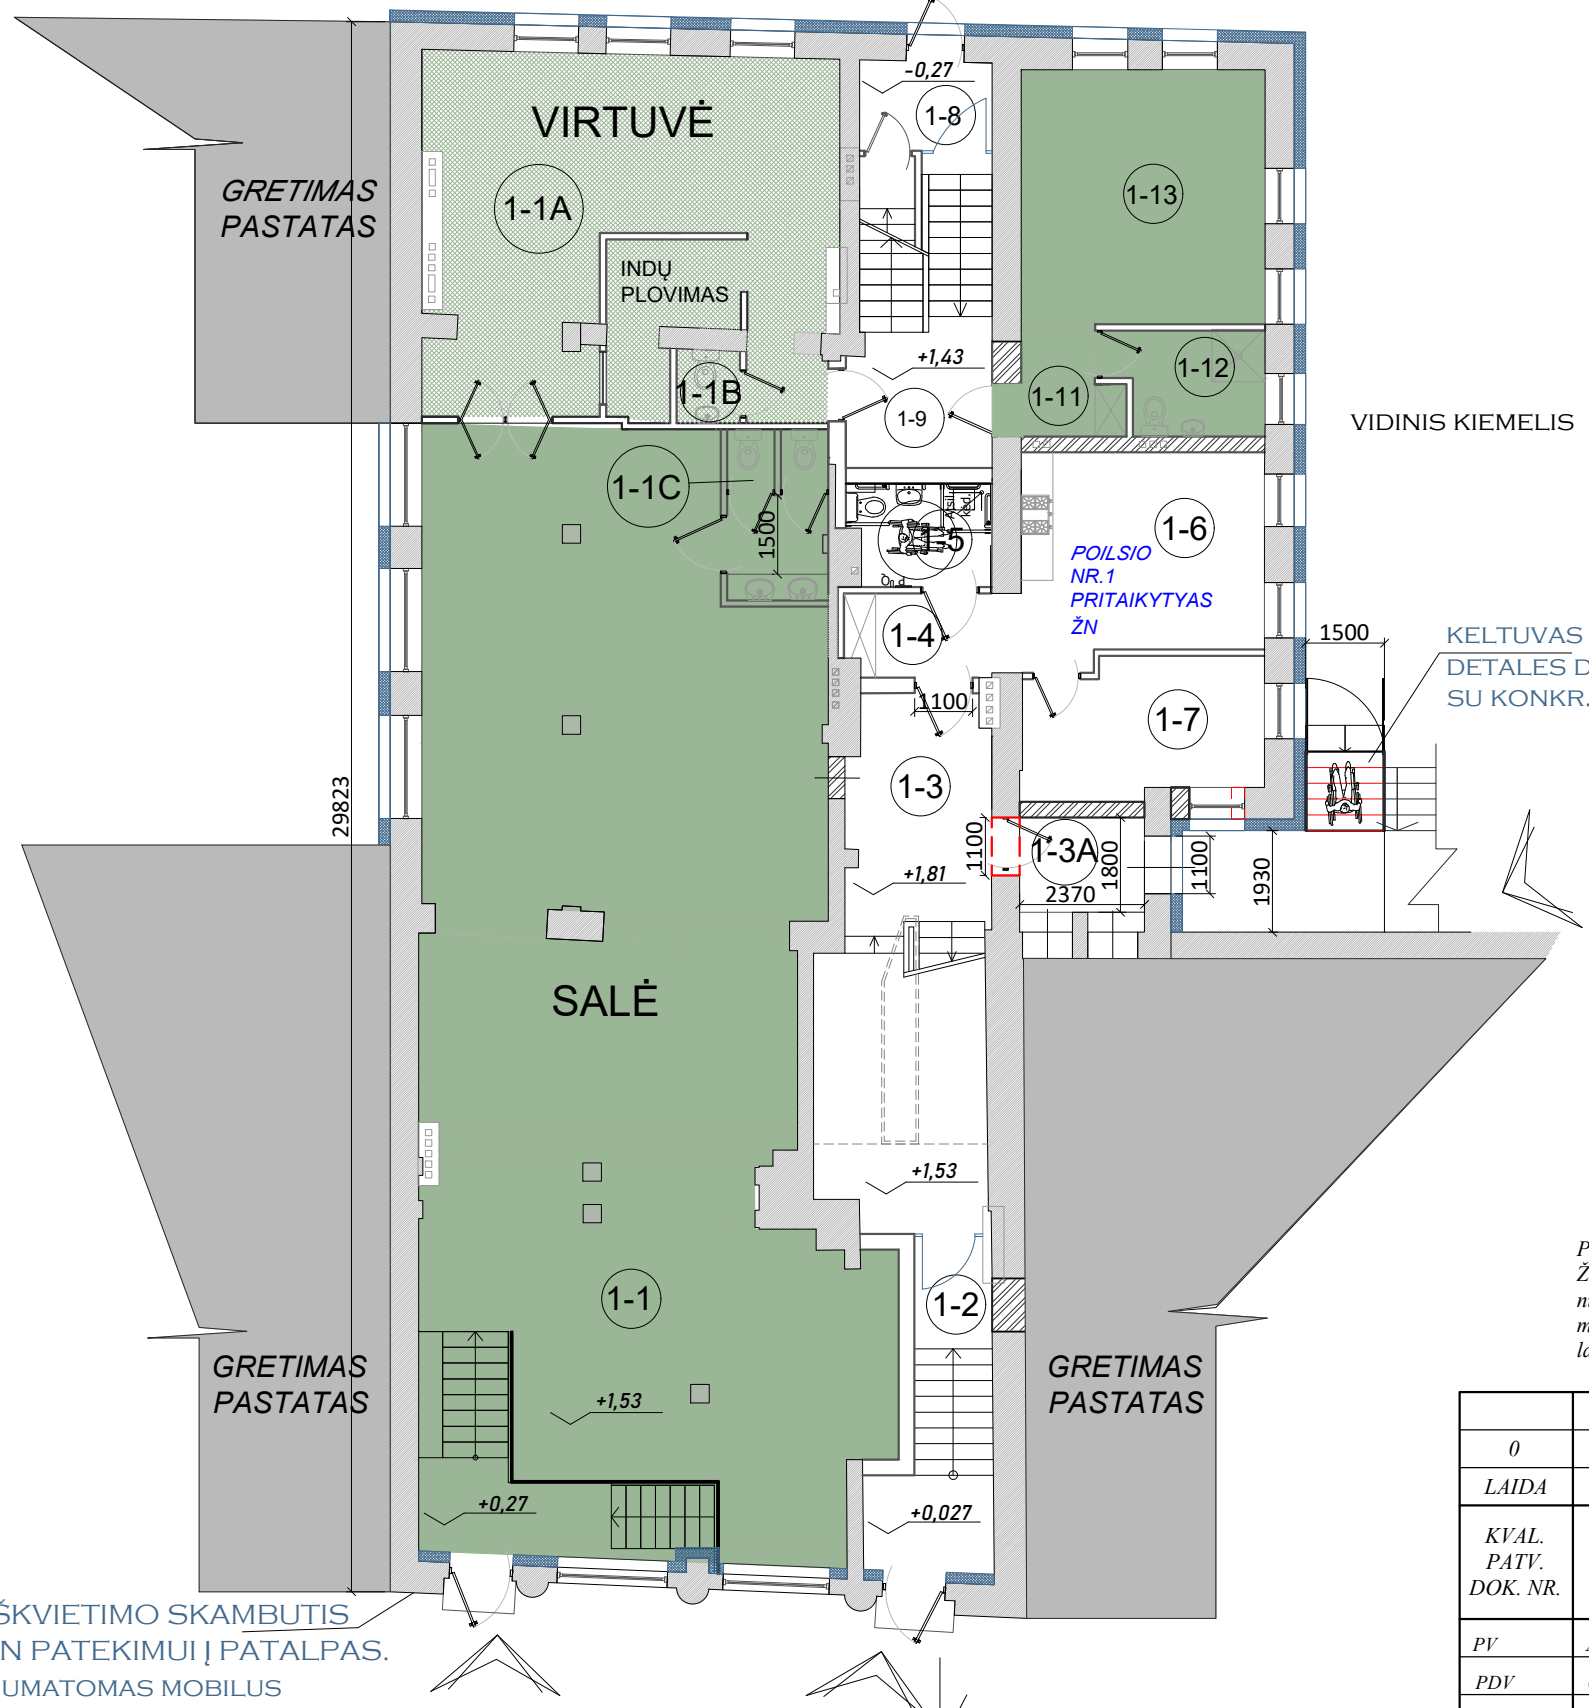 -0,27
1-8
VIRTUVĖ
GRETIMAS
PASTATAS
1-1A
1-13
INDŲ
PLOVIMAS
+1,43
1-12
1-1B
1-11
1-9
VIDINIS KIEMELIS
1-1C
1500
1-6
POILSIO
NR.1
PRITAIKYTYAS
ŽN
1-4
1500
KELTUVAS
DETALES D
SU KONKR.
1100
1-7
1-3
29823
1100
1-3A
1800
1100
1930
+1,81
2370
SALĖ
+1,53
1-1
1-2
GRETIMAS
PASTATAS
GRETIMAS
PASTATAS
+1,53
+0,27
+0,027
0
LAIDA
KVAL.
PATV.
DOK. NR.
PV
PDV
ŠKVIETIMO SKAMBUTIS
N PATEKIMUI Į PATALPAS.
UMATOMAS MOBILUS